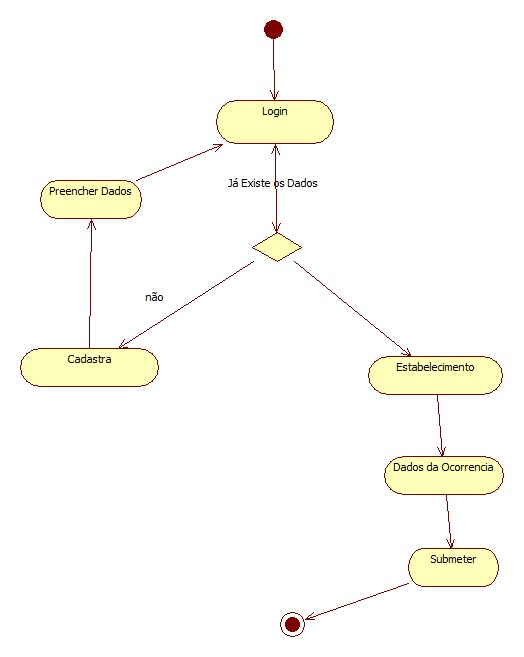 Login
Já Existe os Dados
Preencher Dados
não
Cadastra
Estabelecimento
Dados da Ocorrencia
Submeter